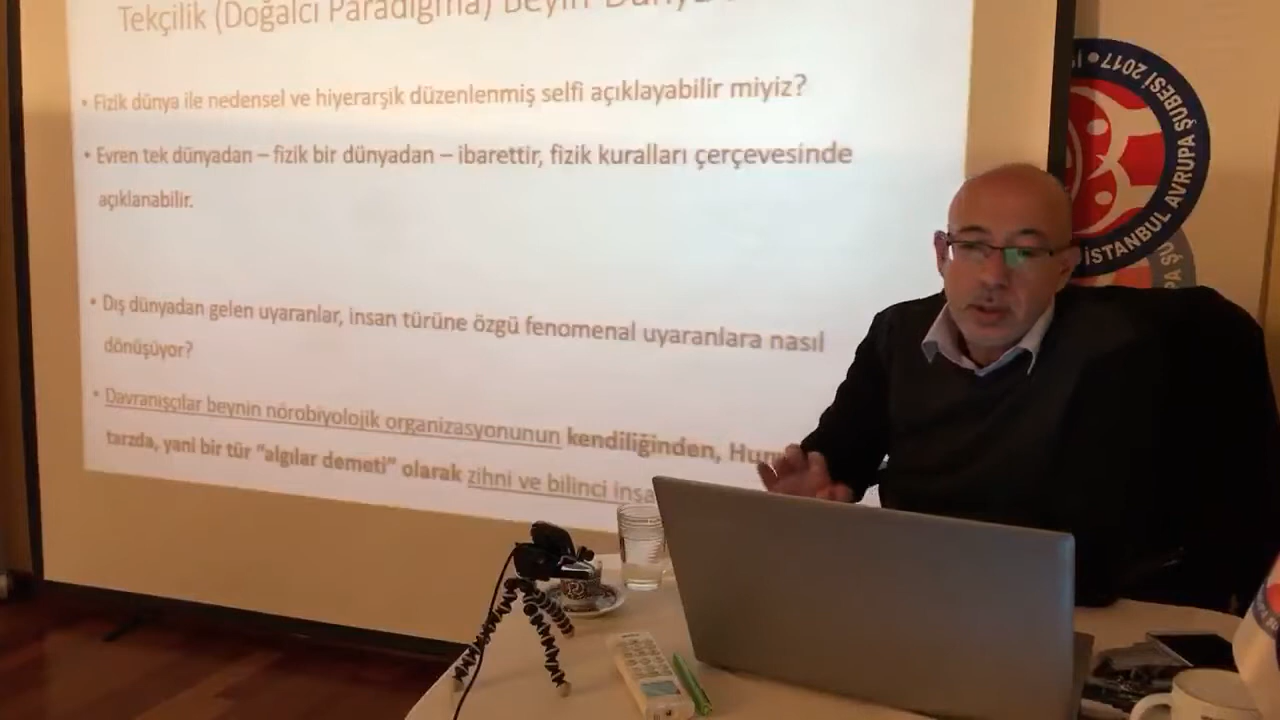 Tekçilik (Doğalcı Paradigma) Beyin
• Fizik dünya ile nedensel ve hiyerarşik düzenlenmiş selfi açıklayabilir miyiz?
• Evren tek dünyadan – fizik bir dünyadan – ibarettir, fizik kuralları çerçevesinde
açıklanabilir.
• Dış dünyadan gelen uyaranlar, insan türüne özgü fenomenal uyaranlara nasıl
dönüşüyor?
• Davranışçılar beynin nörobiyolojik organizasyonunun kendiliğinden,
tarzda, yani bir tür “algılar demeti” olarak zihni ve bilinci
İSTANBUL AVRUPA ŞUBESİ 2017